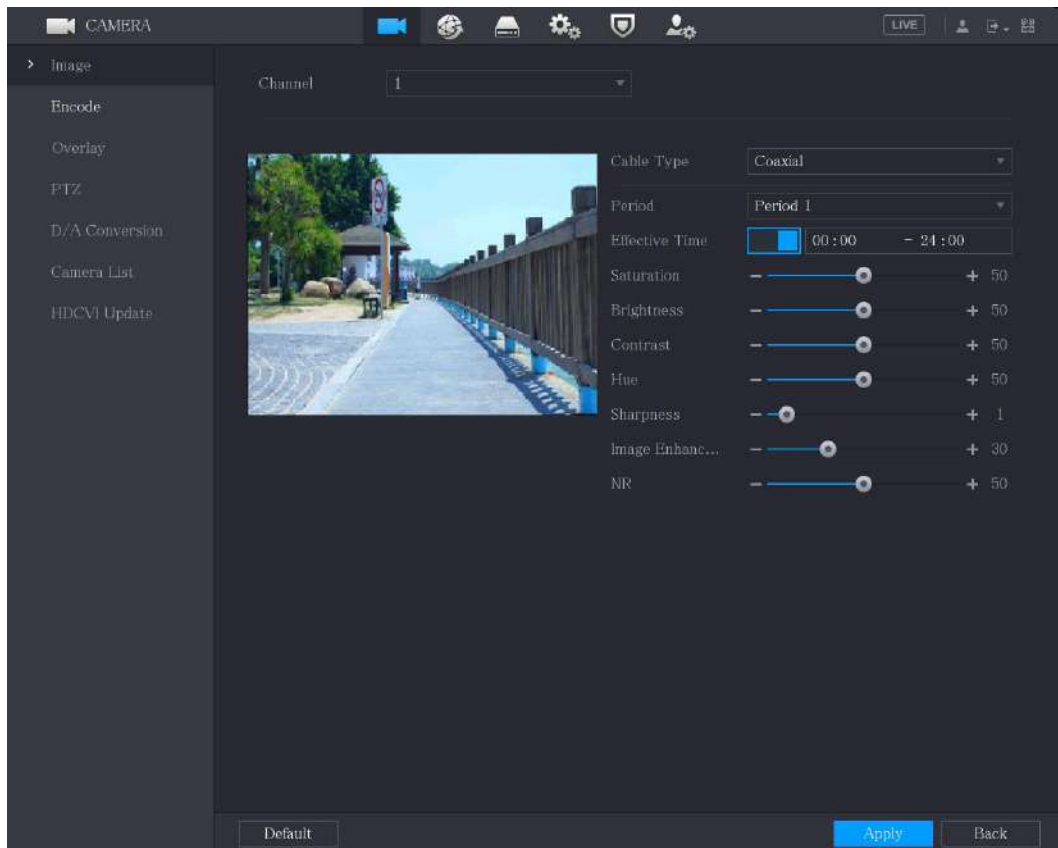 CAMERA
LIVE
Image
Encode
Overlay
PTZ
D/A Conversion
Camera List
HDCVI Update
Channel 1
Cable Type Coaxial
Period Period 1
Effective Time 00:00 - 24:00
Saturation - + 50
Brightness - + 50
Contrast - + 50
Hue - + 50
Sharpness - + 1
Image Enhanc... - + 30
NR - + 50
Default Apply Back